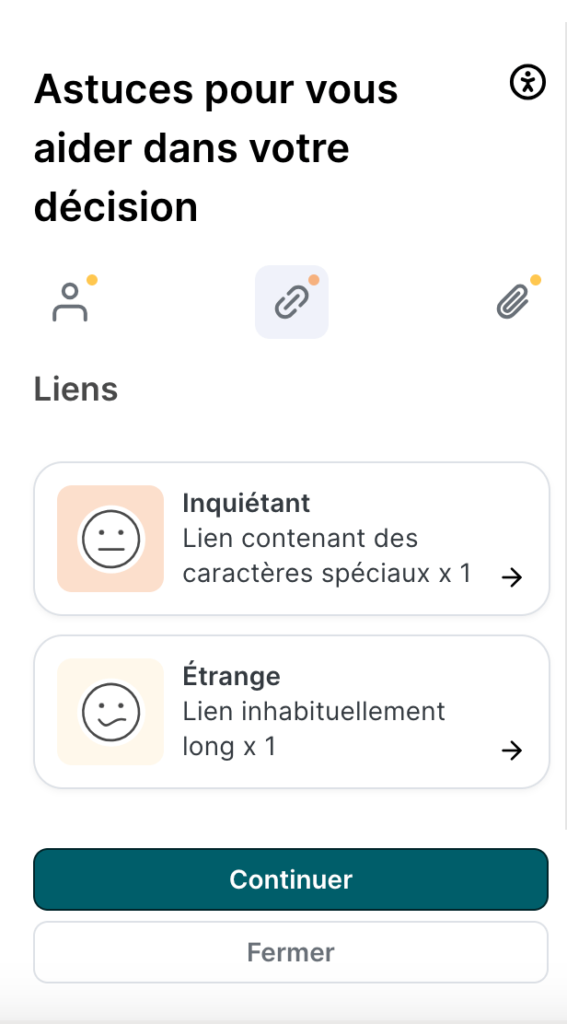 Astuces pour vous
aider dans votre
décision
Liens
Inquiétant
Lien contenant des
caractères spéciaux x 1
Étrange
Lien inhabituellement
long x 1
Continuer
Fermer